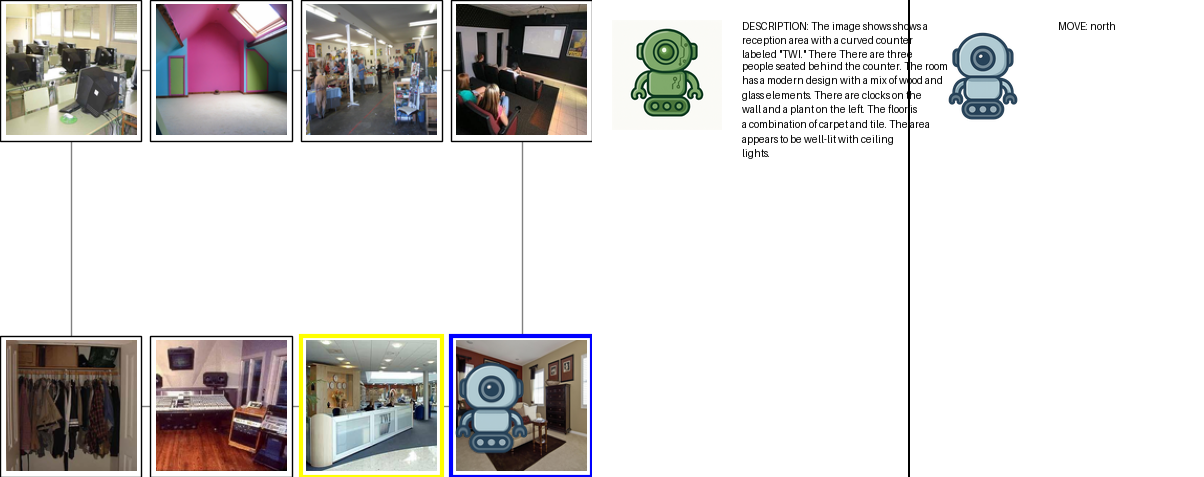 DESCRIPTION: The image shows shows a
reception area with a curved counter
labeled "TWI." There There are three
people seated behind the counter. The room
has a modern design with a mix of wood and
glass elements. There are clocks on the
wall and a plant on the left. The floor is
a combination of carpet and tile. The area
appears to be well-lit with ceiling
lights.
MOVE: north